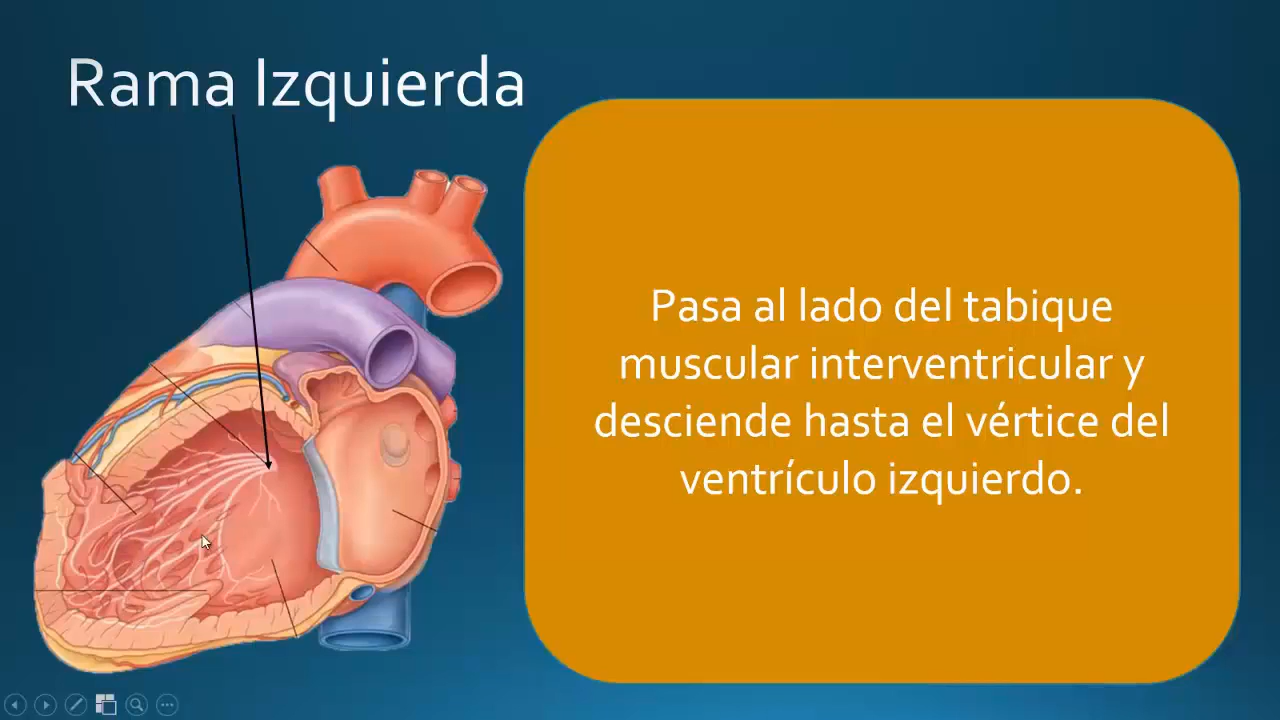 Rama Izquierda
Pasa al lado del tabique
muscular interventricular y
desciende hasta el vértice del
ventrículo izquierdo.